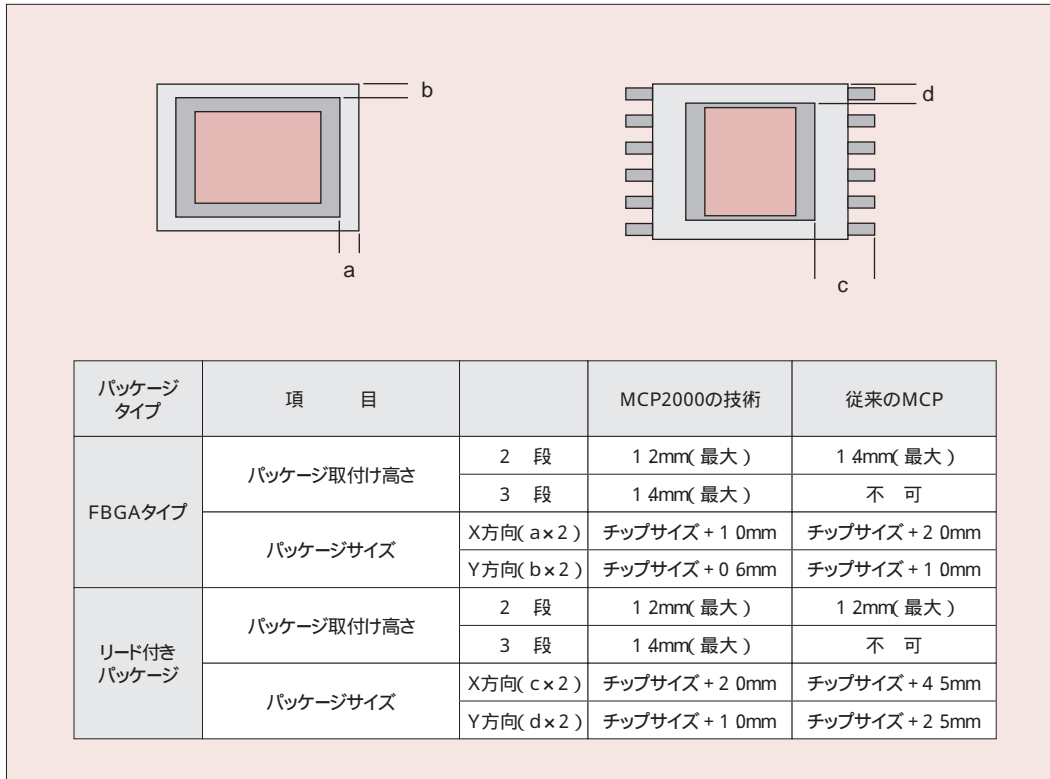 b
a
d
c
パッケージ
タイプ
項 目
MCP2000の技術
従来のMCP
FBGAタイプ
パッケージ取付け高さ
2 段
1 2mm( 最大 )
1 4mm( 最大 )
3 段
1 4mm( 最大 )
不 可
パッケージサイズ
X方向( a×2 )
チップサイズ + 1 0mm
チップサイズ + 2 0mm
Y方向( b×2 )
チップサイズ + 0 6mm
チップサイズ + 1 0mm
リード付き
パッケージ
パッケージ取付け高さ
2 段
1 2mm( 最大 )
1 2mm( 最大 )
3 段
1 4mm( 最大 )
不 可
パッケージサイズ
X方向( c×2 )
チップサイズ + 2 0mm
チップサイズ + 4 5mm
Y方向( d×2 )
チップサイズ + 1 0mm
チップサイズ + 2 5mm